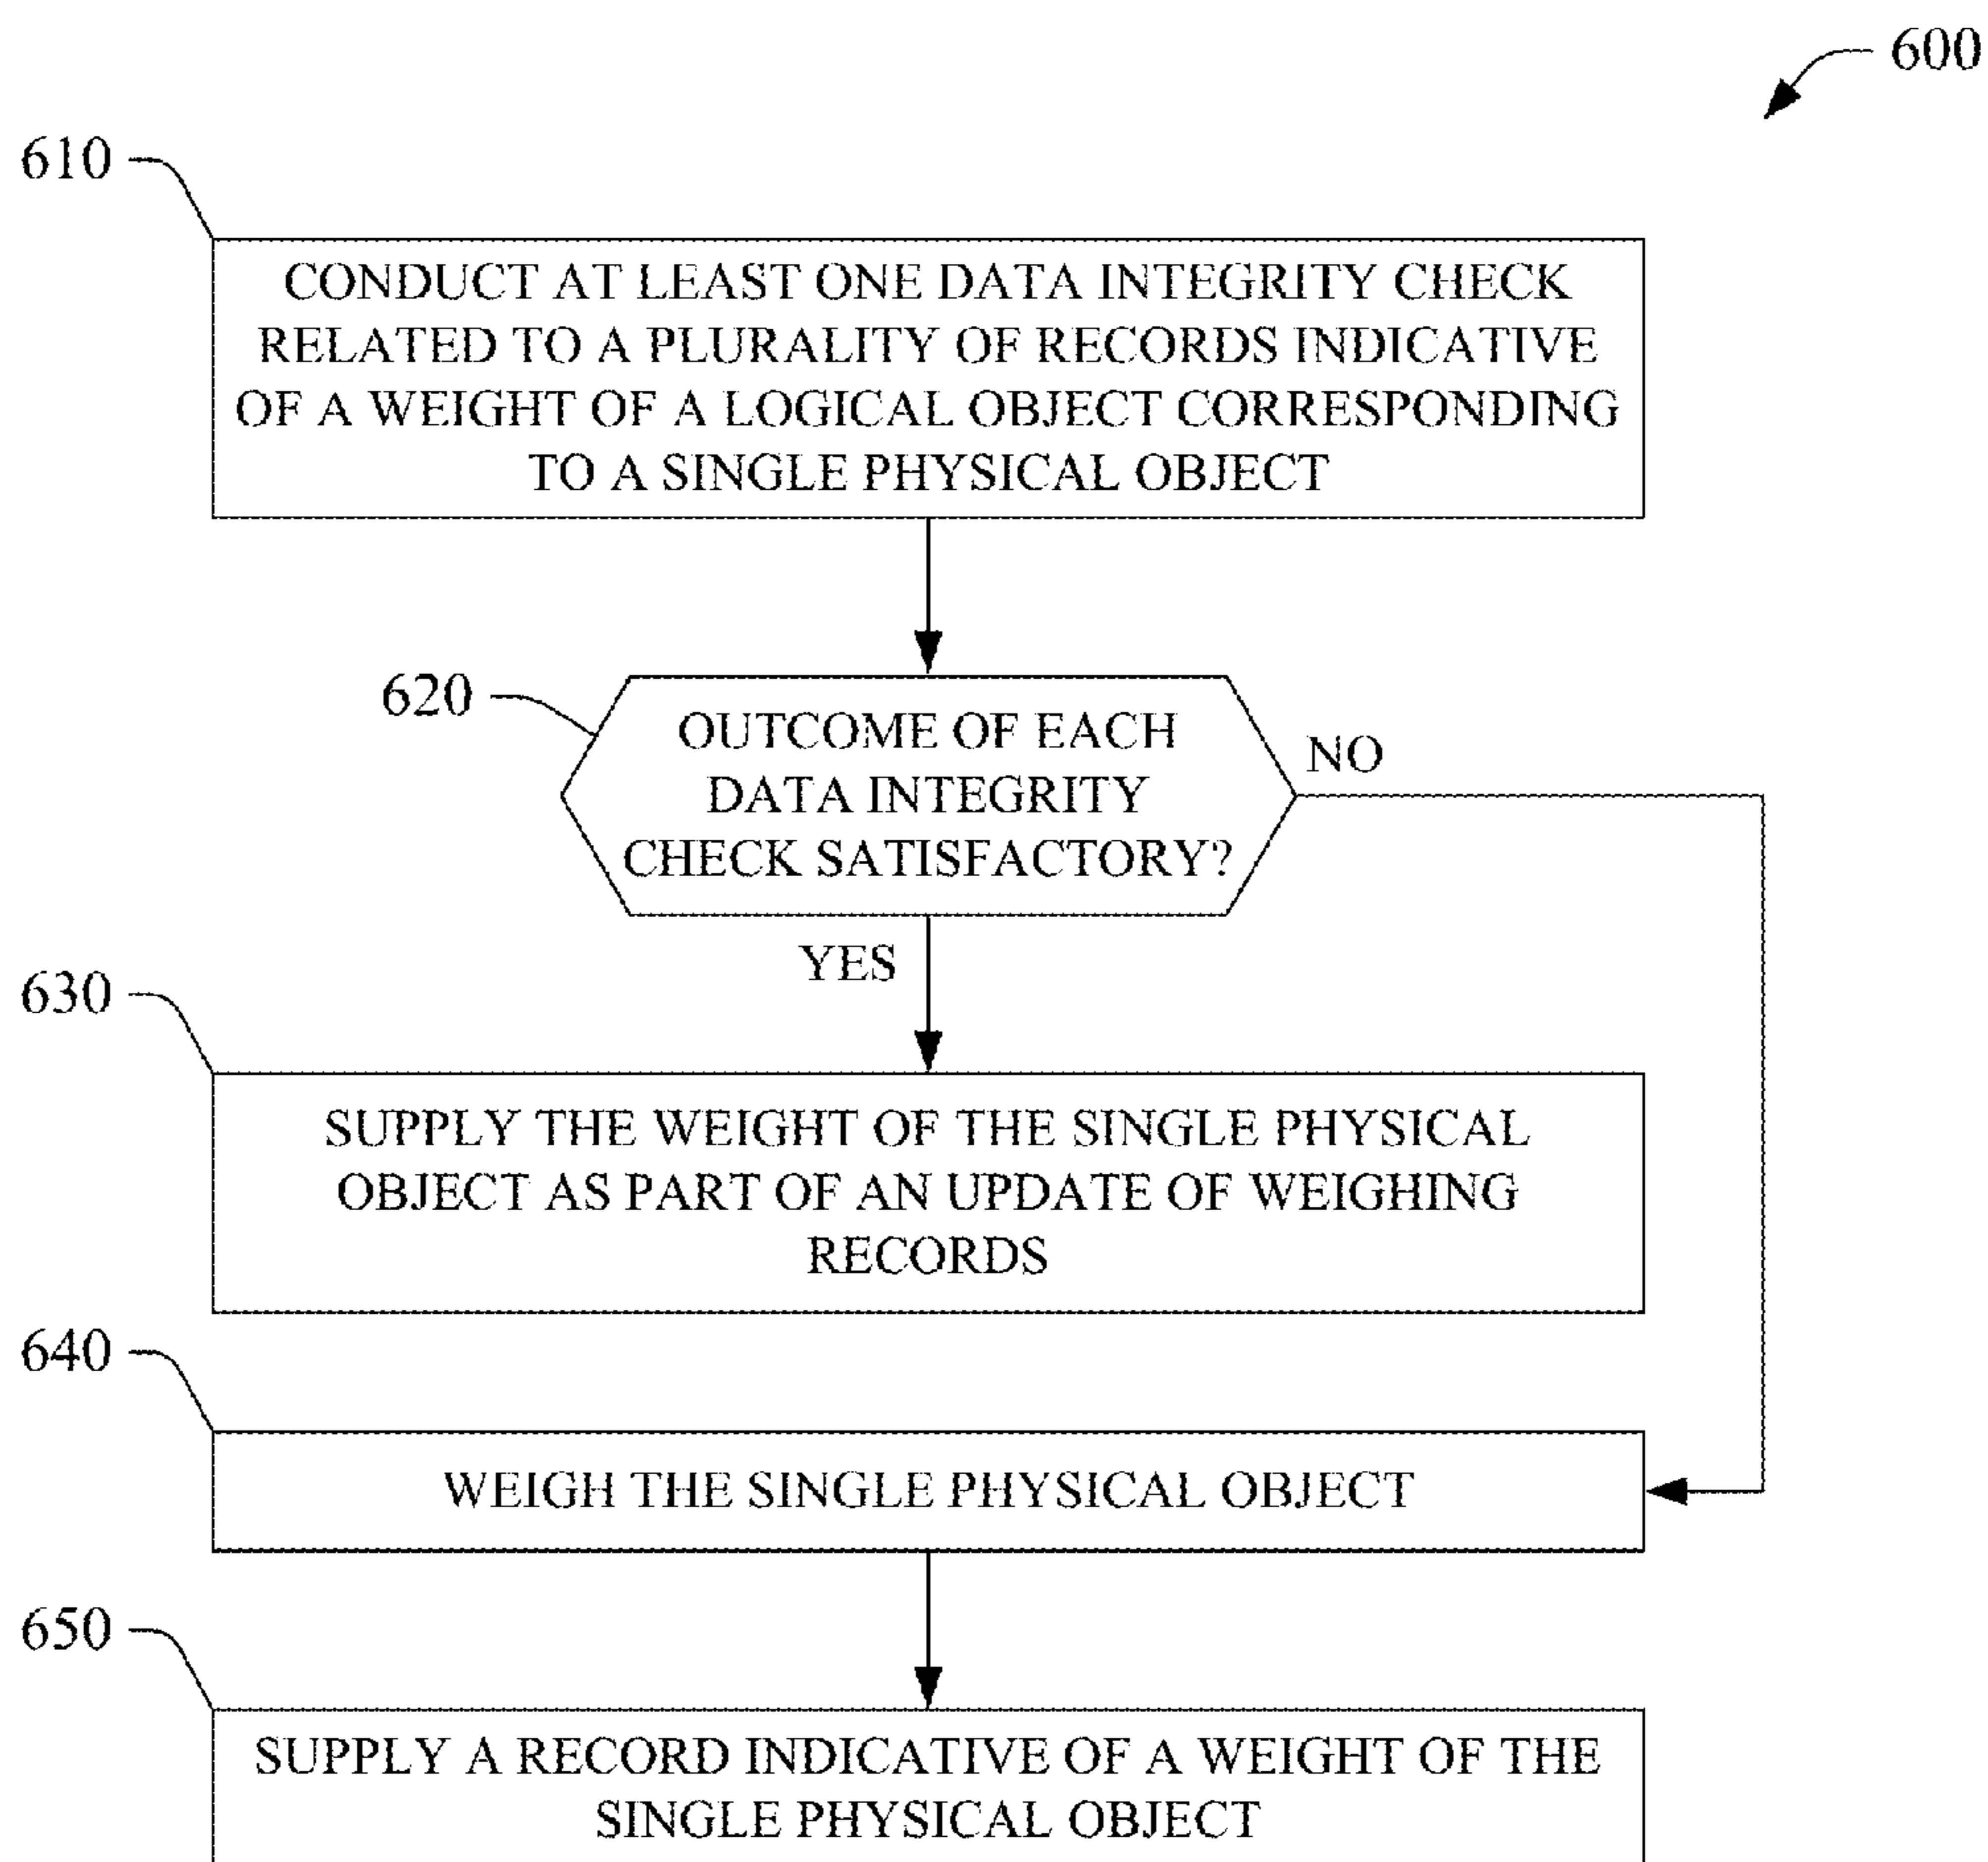 600
610
CONDUCT AT LEAST ONE DATA INTEGRITY CHECK
RELATED TO A PLURALITY OF RECORDS INDICATIVE
OF A WEIGHT OF A LOGICAL OBJECT CORRESPONDING
TO A SINGLE PHYSICAL OBJECT
620
OUTCOME OF EACH
DATA INTEGRITY
CHECK SATISFACTORY?
NO
YES
630
SUPPLY THE WEIGHT OF THE SINGLE PHYSICAL
OBJECT AS PART OF AN UPDATE OF WEIGHING
RECORDS
640
WEIGH THE SINGLE PHYSICAL OBJECT
650
SUPPLY A RECORD INDICATIVE OF A WEIGHT OF THE
SINGLE PHYSICAL OBJECT